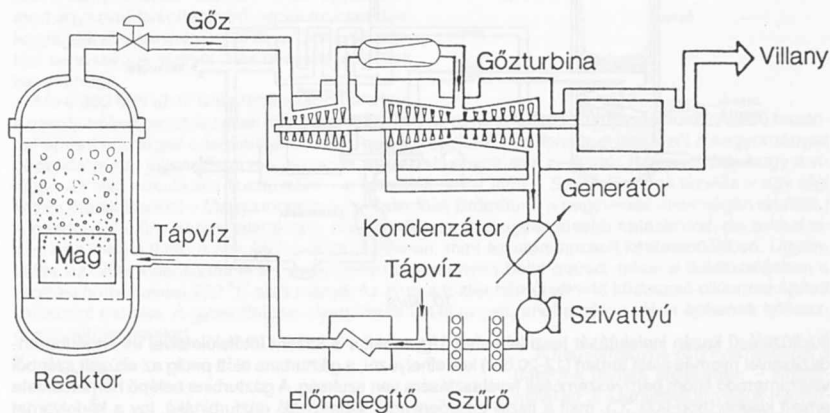 Gőz
Gőzturbina
Villany
Generátor
Kondenzátor
Mag
Tápvíz
Tápvíz
Szivattyú
Reaktor
Előmelegítő
Szűrő